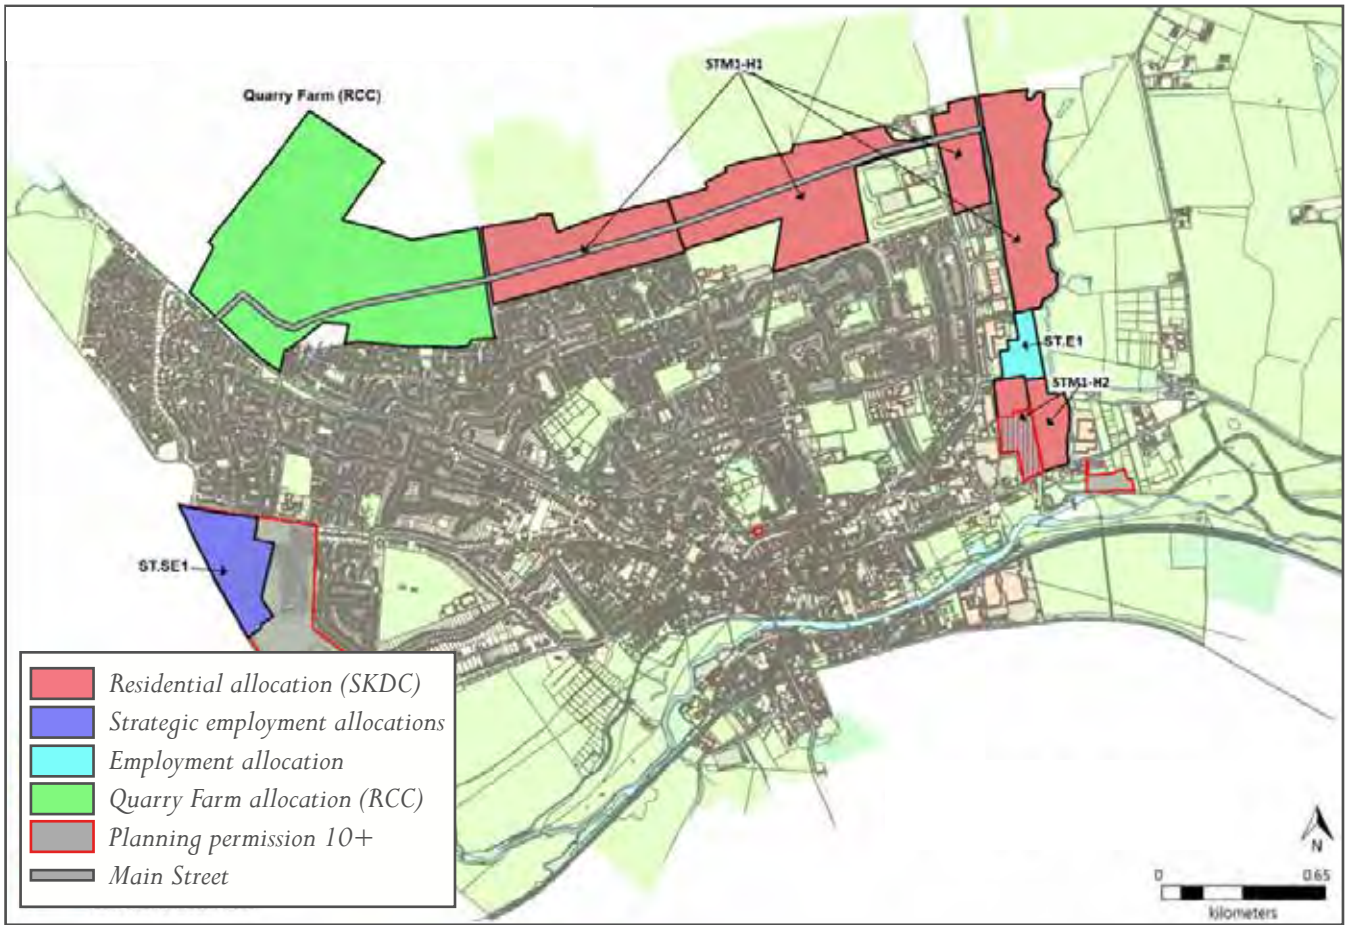 STM1-H1
Quarry Farm (RCC)
ST.E1
STM1-H2
ST.SE1
Residential allocation (SKDC)
Strategic employment allocations
Employment allocation
Quarry Farm allocation (RCC)
Planning permission 10+
Main Street
N
0 0.65
kilometers